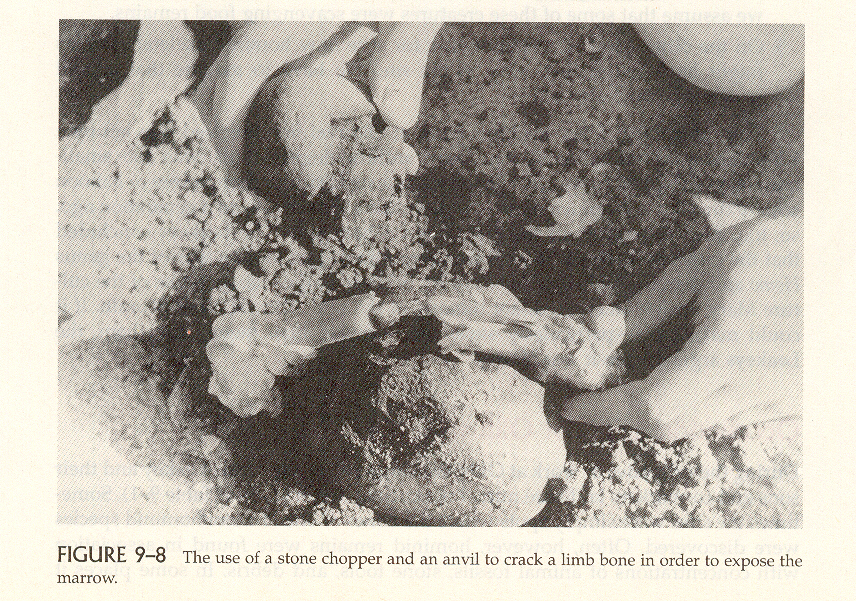 FIGURE 9–8 The use of a stone chopper and an anvil to crack a limb bone in order to expose the
marrow.